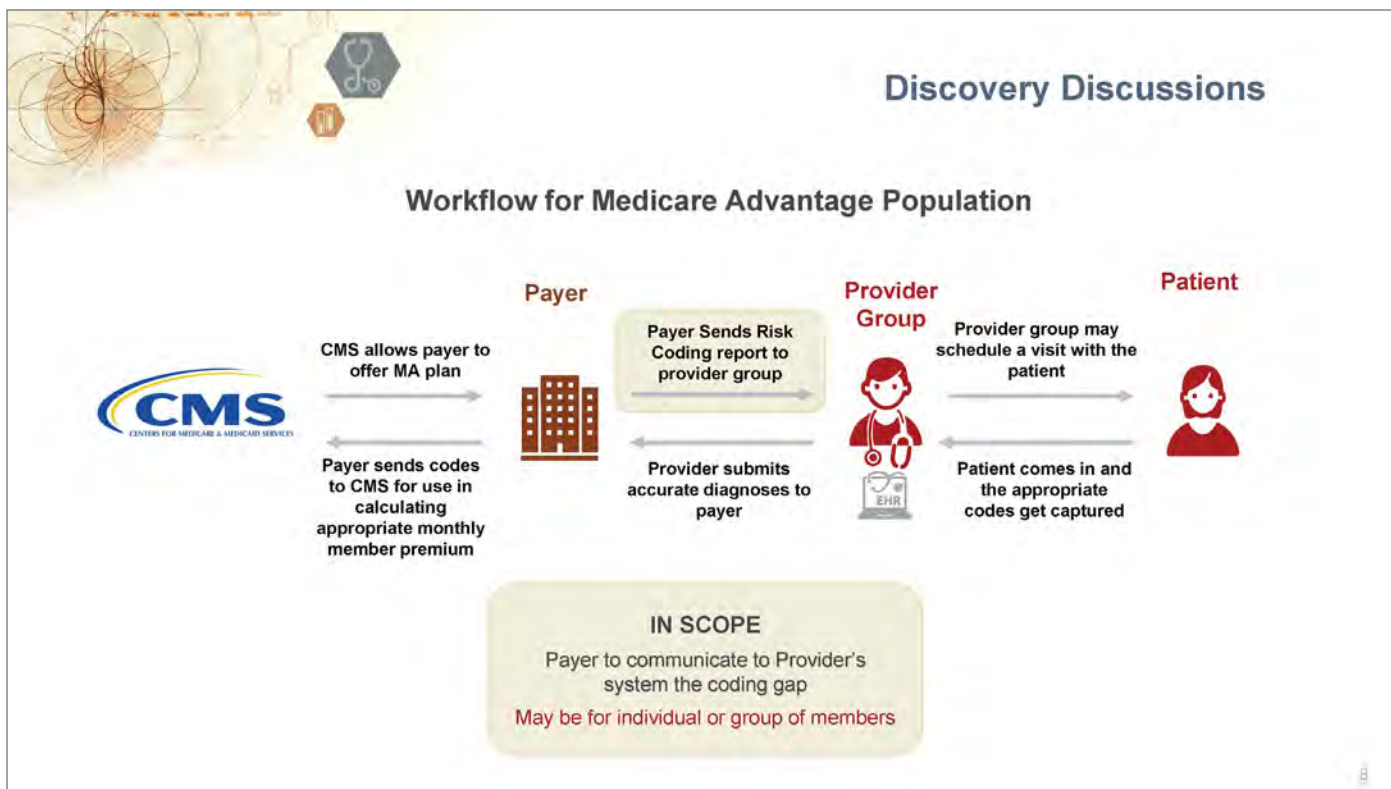 Discovery Discussions
Workflow for Medicare Advantage Population
Payer
Provider
Group
Patient
CMS allows payer to
offer MA plan
Payer Sends Risk
Coding report to
provider group
Provider group may
schedule a visit with the
patient
CMS
CENTERS FOR MEDICARE & MEDICAID SERVICES
EHR
Payer sends codes
to CMS for use in
calculating
appropriate monthly
member premium
Provider submits
accurate diagnoses to
payer
Patient comes in and
the appropriate
codes get captured
IN SCOPE
Payer to communicate to Provider's
system the coding gap
May be for individual or group of members
8